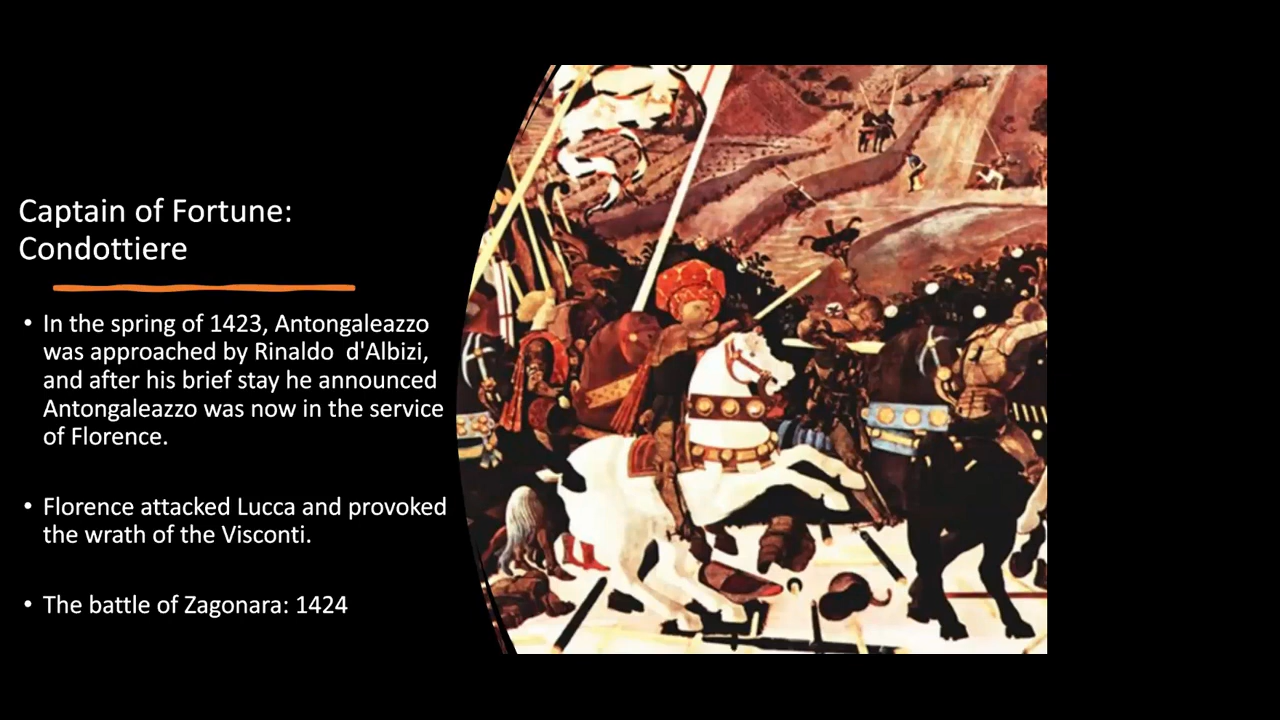 Captain of Fortune:
Condottiere
• In the spring of 1423, Antongaleazzo
was approached by Rinaldo  d'Albizi,
and after his brief stay he announced
Antongaleazzo was now in the service
of Florence.
• Florence attacked Lucca and provoked
the wrath of the Visconti.
• The battle of Zagonara: 1424